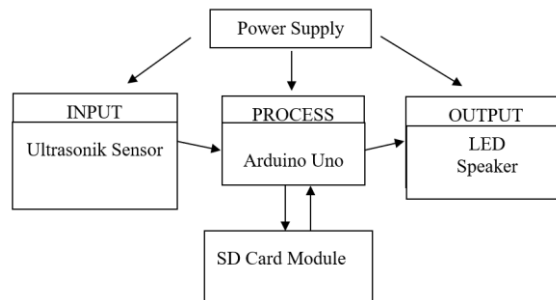 Power Supply
INPUT
Ultrasonik Sensor
PROCESS
Arduino Uno
OUTPUT
LED
Speaker
SD Card Module